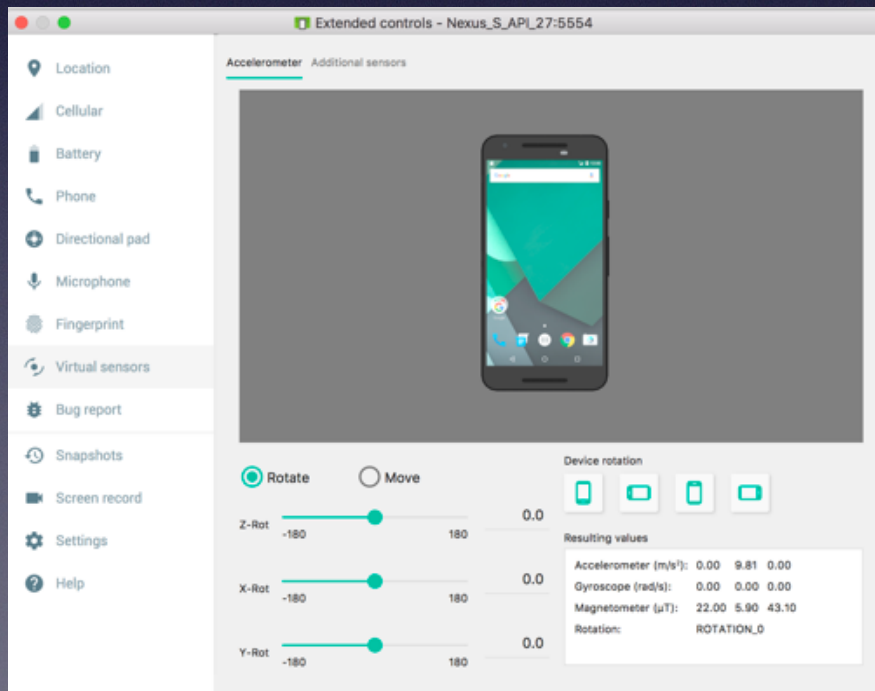 Extended controls - Nexus_S_API_27:5554
Location
Cellular
Battery
Phone
Directional pad
Microphone
Fingerprint
Virtual sensors
Bug report
Snapshots
Screen record
Settings
Help
Accelerometer Additional sensors
Google
Rotate Move
Z-Rot -180 180 0.0
X-Rot -180 180 0.0
Y-Rot -180 180 0.0
Device rotation
Resulting values
Accelerometer (m/s²): 0.00 9.81 0.00
Gyroscope (rad/s): 0.00 0.00 0.00
Magnetometer (μT): 22.00 5.90 43.10
Rotation: ROTATION_0